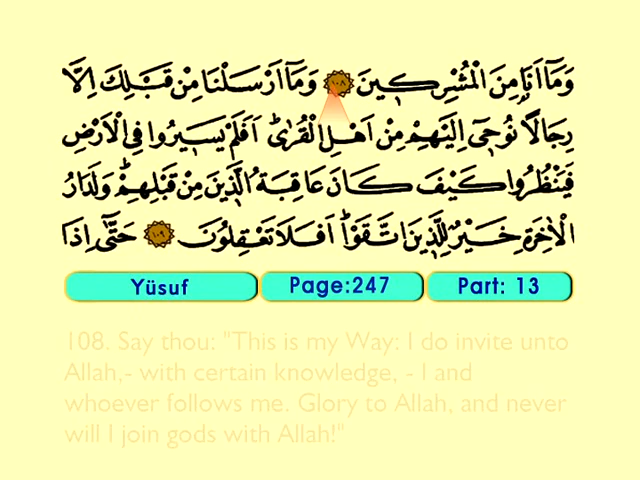 وَمَٓا اَنَا۬ مِنَ الْمُشْرِك۪ينَ ﴿١٠٨﴾ وَمَٓا اَرْسَلْنَا مِنْ قَبْلِكَ اِلَّا
رِجَالًا نُوح۪ٓي اِلَيْهِمْ مِنْ اَهْلِ الْقُرٰىۜ اَفَلَمْ يَس۪يرُوا فِي الْاَرْضِ
فَيَنْظُرُوا كَيْفَ كَانَ عَاقِبَةُ الَّذ۪ينَ مِنْ قَبْلِهِمْۜ وَلَدَارُ
الْاٰخِرَةِ خَيْرٌ لِلَّذ۪ينَ اتَّقَوْاۜ اَفَلَا تَعْقِلُونَ ﴿١٠٩﴾ حَتّٰٓى اِذَا
Yüsuf Page:247 Part: 13
108. Say thou: "This is my Way: I do invite unto
Allah,- with certain knowledge, - I and
whoever follows me. Glory to Allah, and never
will I join gods with Allah!"